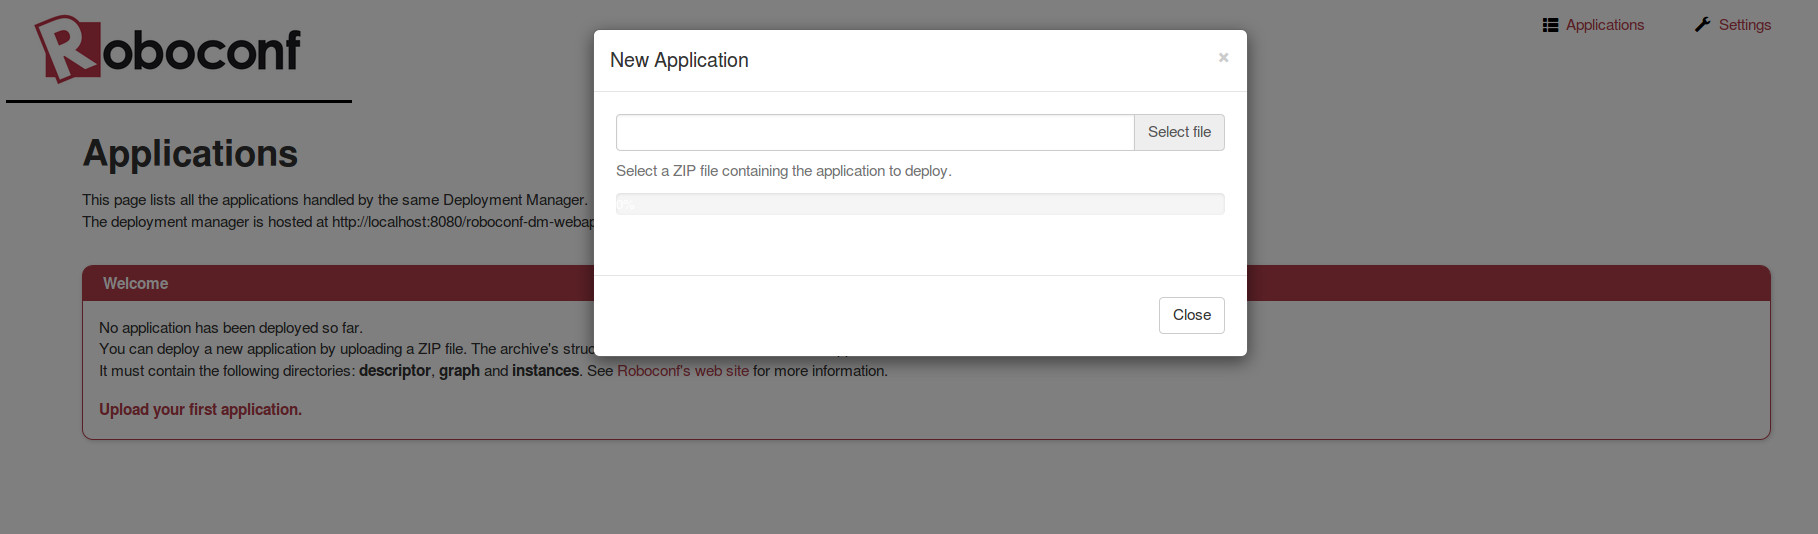 Roboconf
Applications
Settings
New Application
×
Select file
Select a ZIP file containing the application to deploy.
0%
Close
Applications
This page lists all the applications handled by the same Deployment Manager.
The deployment manager is hosted at http://localhost:8080/roboconf-dm-webap
Welcome
No application has been deployed so far.
You can deploy a new application by uploading a ZIP file. The archive's struc
It must contain the following directories: descriptor, graph and instances. See Roboconf's web site for more information.
Upload your first application.